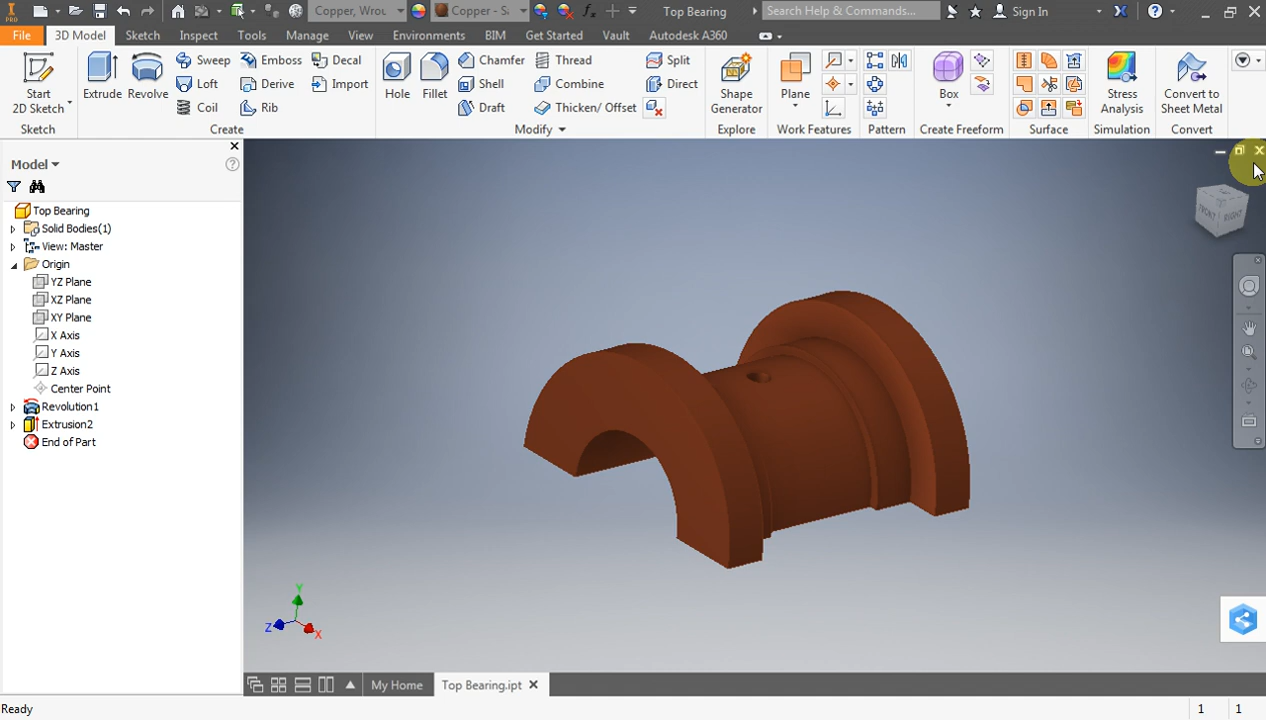 I PRO Copper, Wrou Copper - Sa Top Bearing Search Help & Commands... Sign In
File 3D Model Sketch Inspect Tools Manage View Environments BIM Get Started Vault Autodesk A360
Start
2D Sketch
Extrude Revolve
Sweep Emboss Decal
Loft Derive Import
Coil Rib
Hole Fillet
Chamfer Thread Split
Shell Combine Direct
Draft Thicken/ Offset
Shape
Generator
Plane
Box
Stress
Analysis
Convert to
Sheet Metal
Sketch Create Modify Explore Work Features Pattern Create Freeform Surface Simulation Convert
Model
Top Bearing
Solid Bodies(1)
View: Master
Origin
YZ Plane
XZ Plane
XY Plane
X Axis
Y Axis
Z Axis
Center Point
Revolution1
Extrusion2
End of Part
FRONT RIGHT
Y
Z
X
My Home Top Bearing.ipt
Ready 1 1